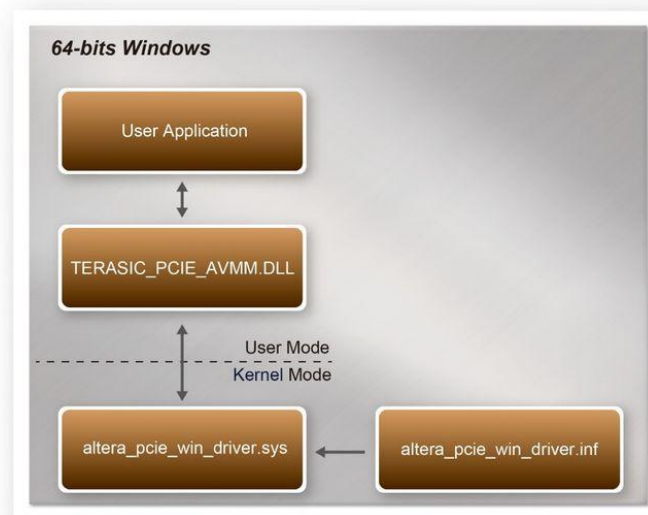 64-bits Windows
User Application
TERASIC_PCIE_AVMM.DLL
User Mode
Kernel Mode
altera_pcie_win_driver.sys
altera_pcie_win_driver.inf